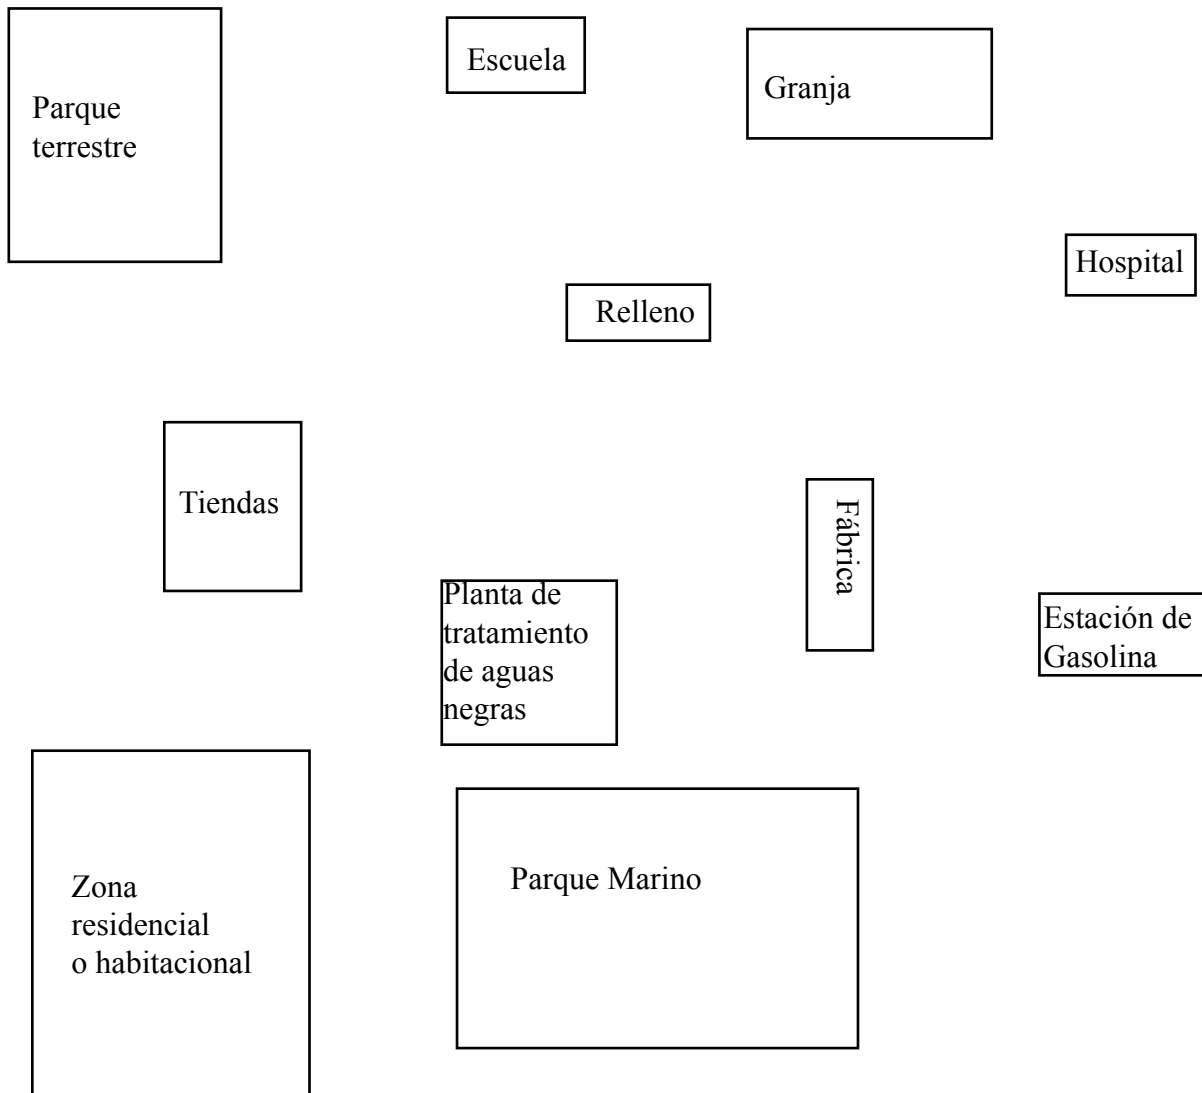 Escuela
Granja
Parque
terrestre
Hospital
Relleno
Tiendas
Fábrica
Planta de
tratamiento
de aguas
negras
Estación de
Gasolina
Parque Marino
Zona
residencial
o habitacional